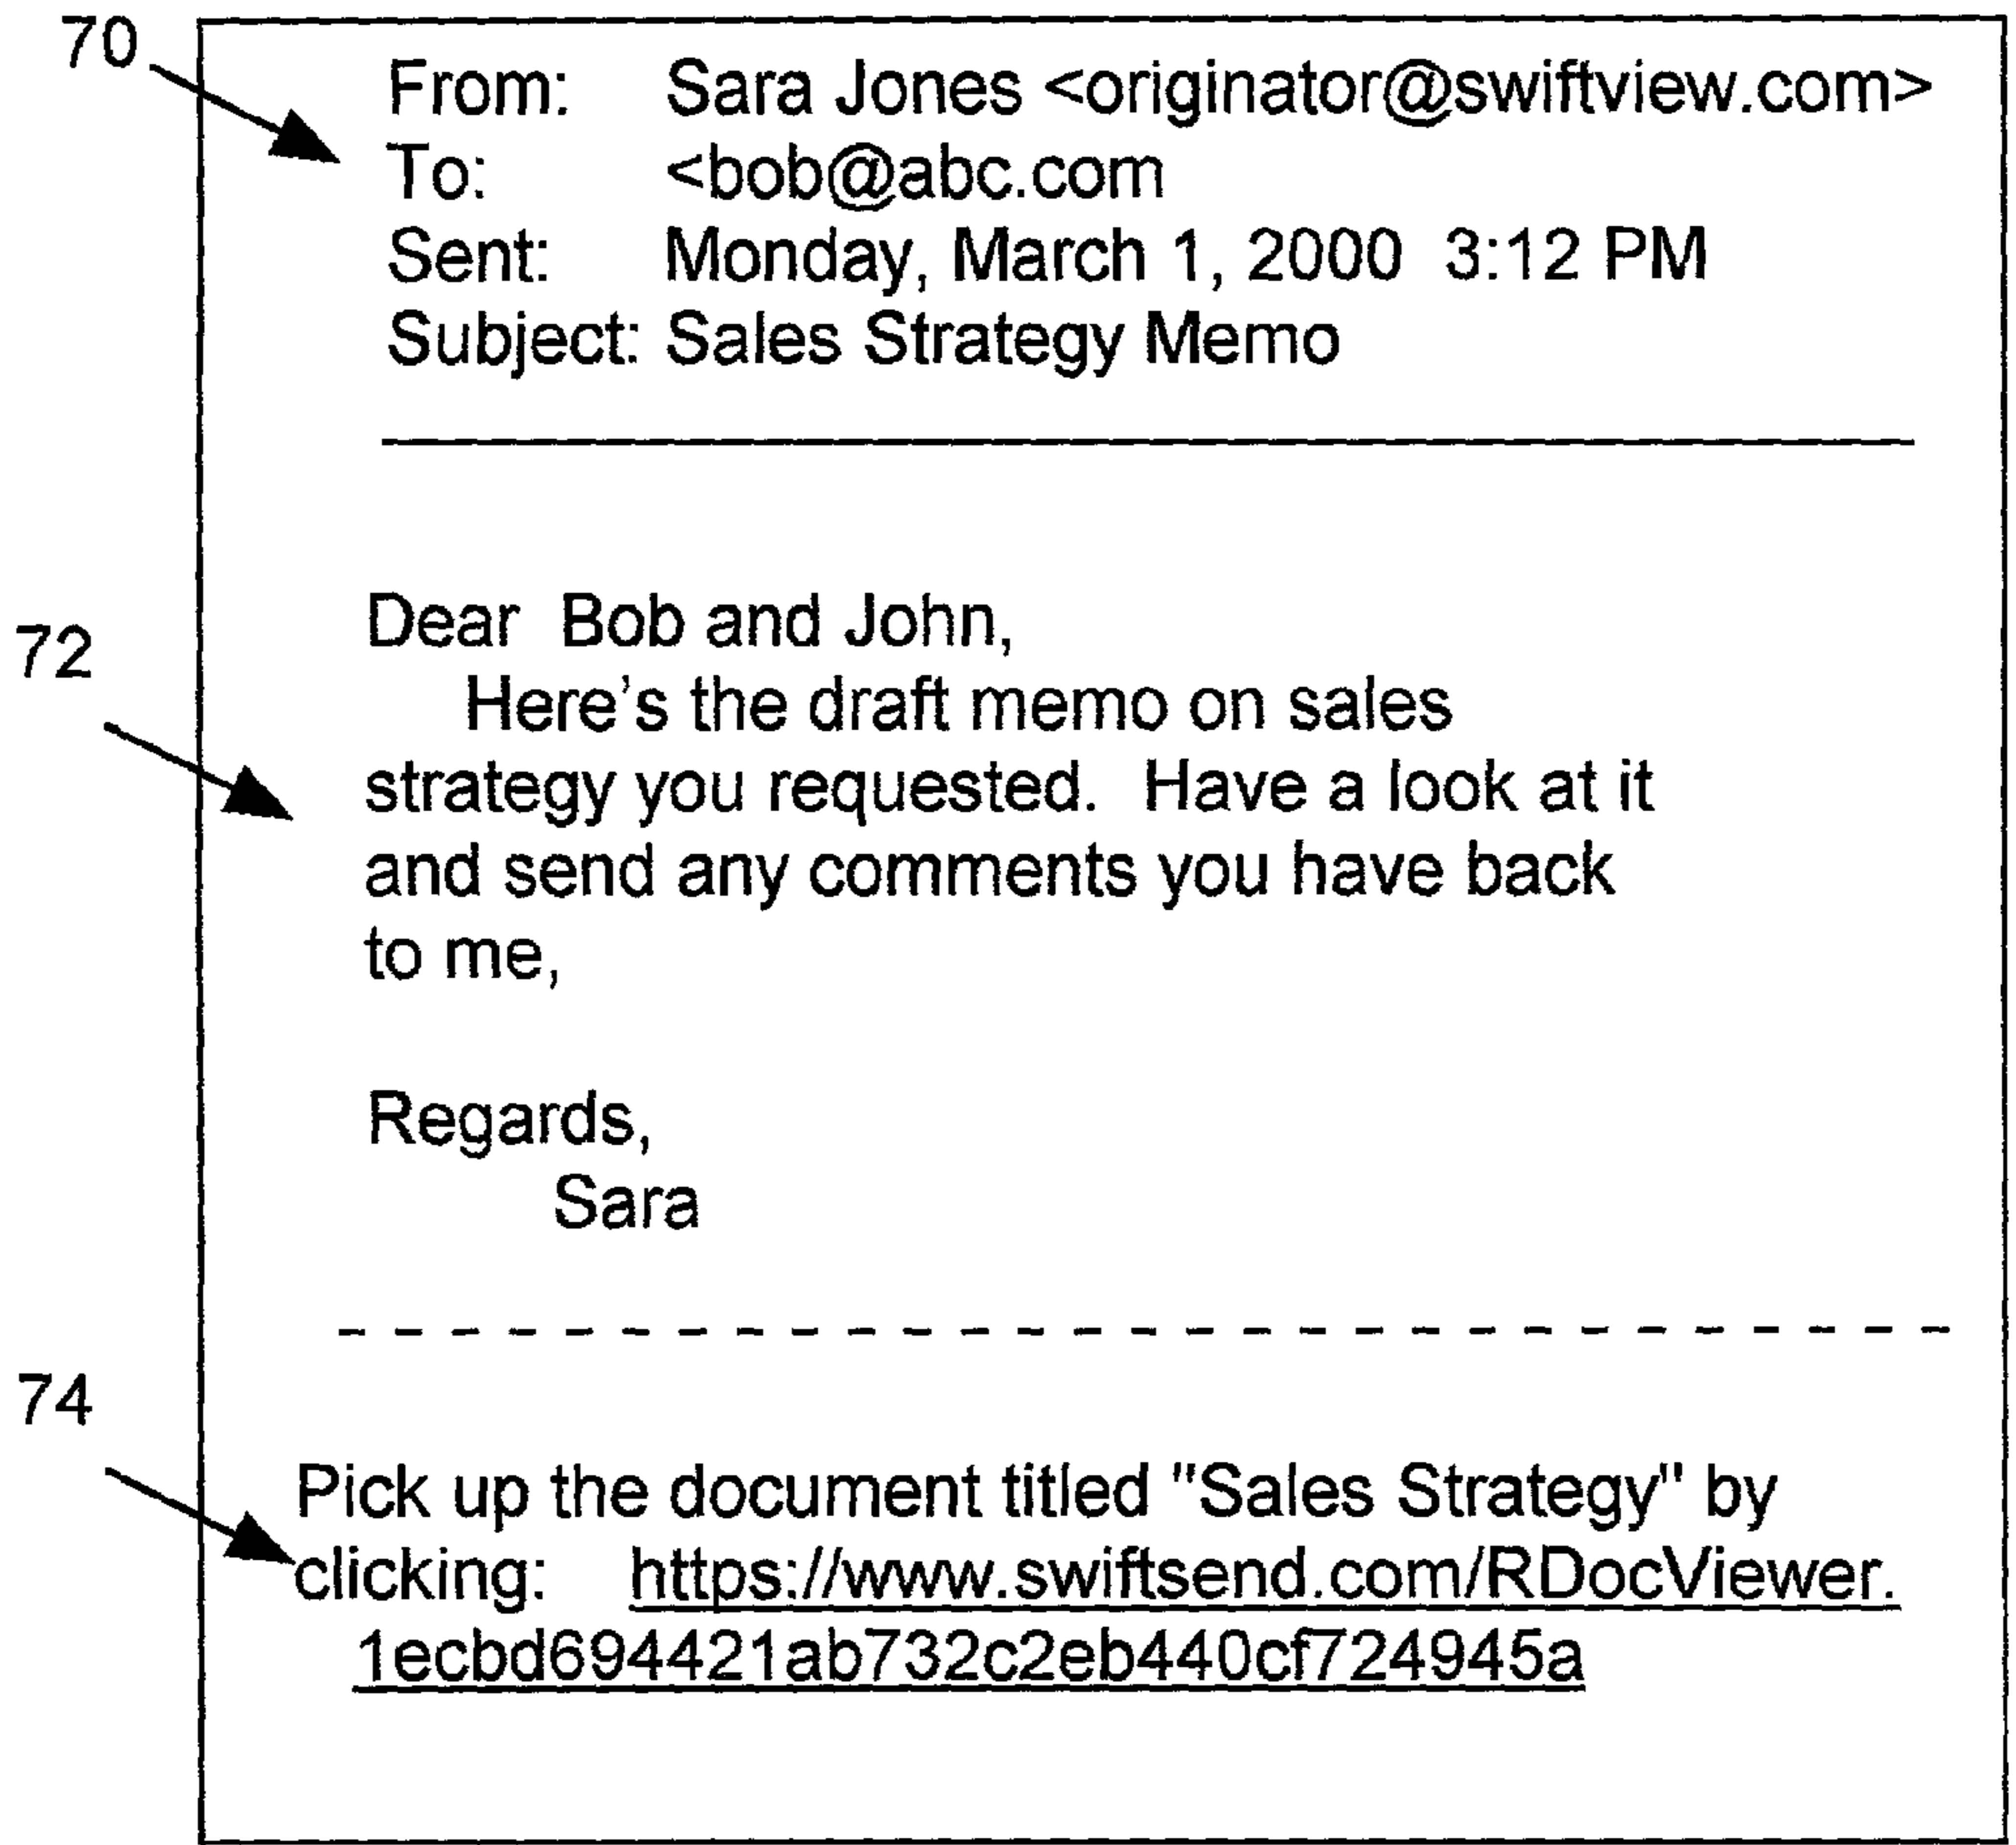 70
From: Sara Jones <originator@swiftview.com>
To: <bob@abc.com
Sent: Monday, March 1, 2000 3:12 PM
Subject: Sales Strategy Memo
72
Dear Bob and John,
Here's the draft memo on sales
strategy you requested. Have a look at it
and send any comments you have back
to me,
Regards,
Sara
74
Pick up the document titled "Sales Strategy" by
clicking: https://www.swiftsend.com/RDocViewer.
1ecbd694421ab732c2eb440cf724945a